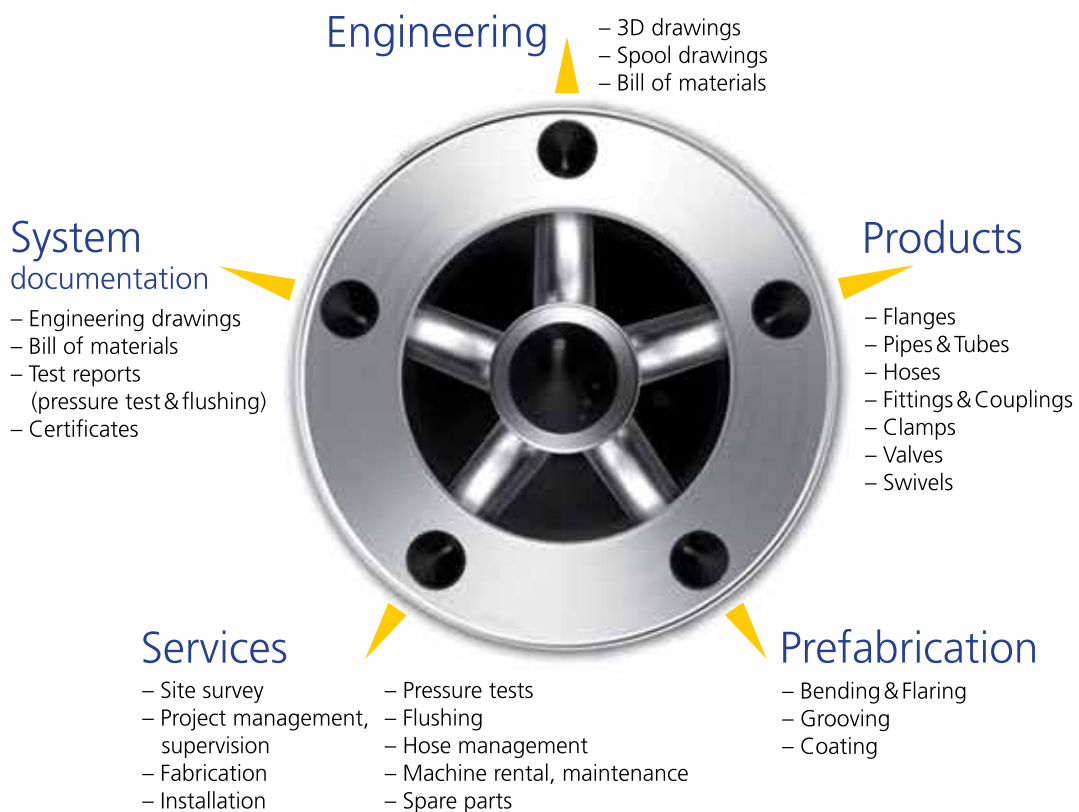 Engineering
– 3D drawings
– Spool drawings
– Bill of materials
System
documentation
– Engineering drawings
– Bill of materials
– Test reports
(pressure test & flushing)
– Certificates
Products
– Flanges
– Pipes & Tubes
– Hoses
– Fittings & Couplings
– Clamps
– Valves
– Swivels
Services
– Site survey
– Project management,
supervision
– Fabrication
– Installation
– Pressure tests
– Flushing
– Hose management
– Machine rental, maintenance
– Spare parts
Prefabrication
– Bending & Flaring
– Grooving
– Coating